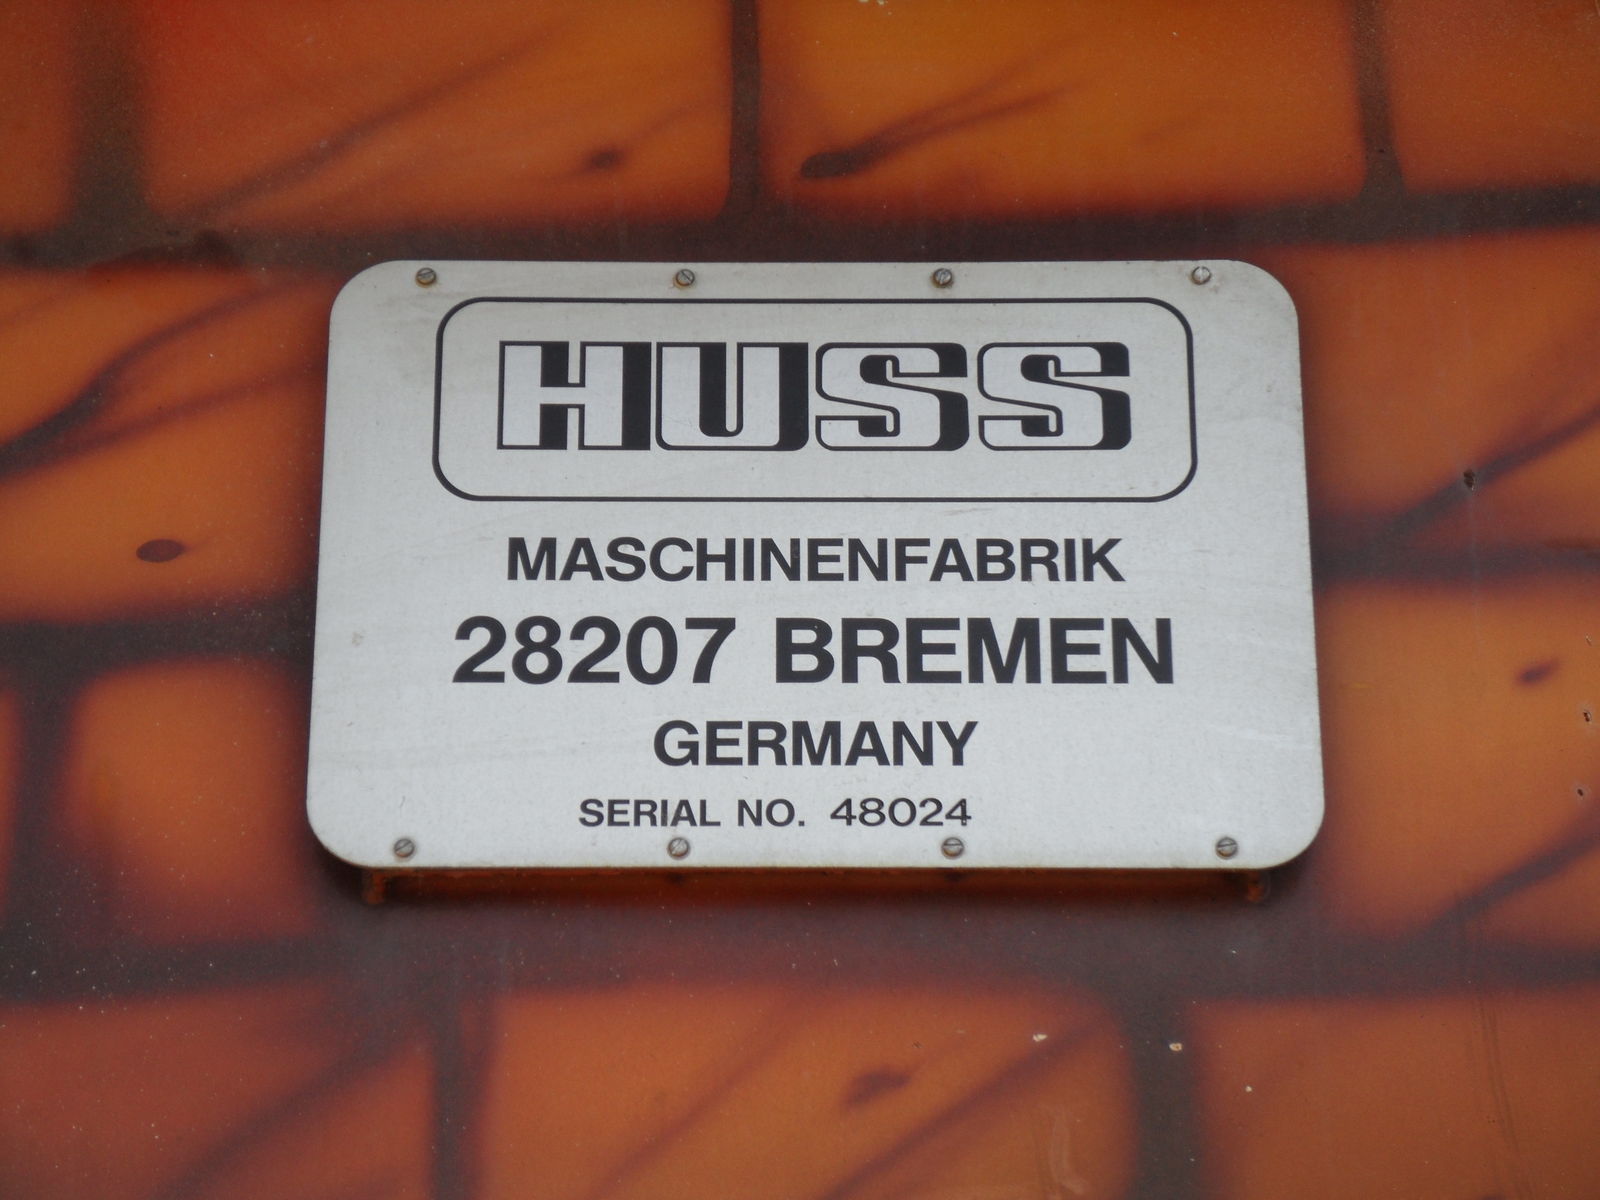 HUSS
MASCHINENFABRIK
28207 BREMEN
GERMANY
SERIAL NO. 48024